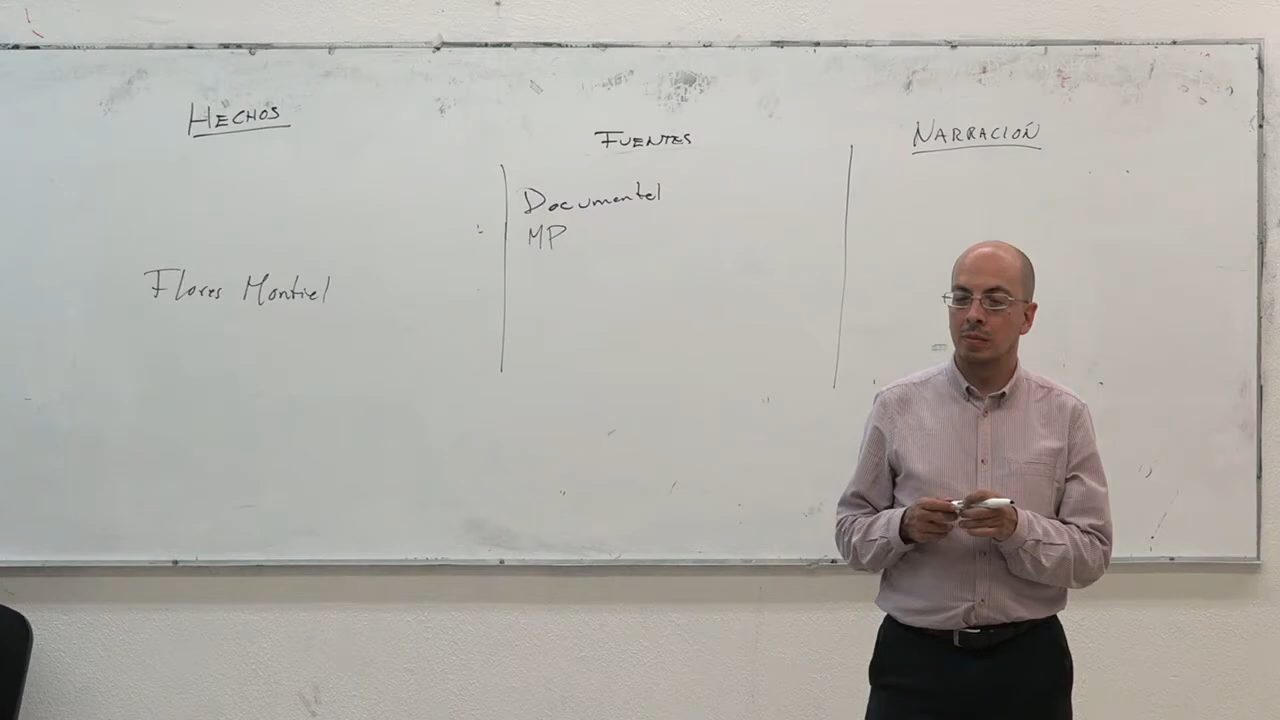 HECHOS
Flores Montiel
FUENTES
Documental
MP
NARRACIÓN